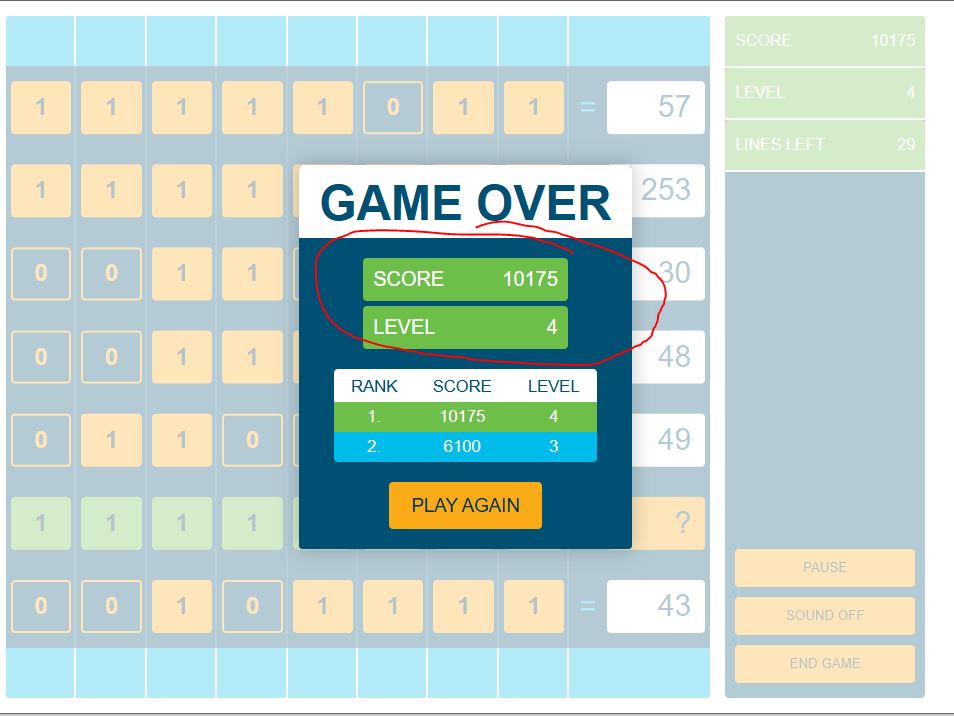 SCORE 10175
LEVEL 4
LINES LEFT 29
1 1 1 1 1 0 1 1 = 57
1 1 1 1 253
0 0 1 1 30
0 0 1 1 48
0 1 1 0 49
1 1 1 1 ?
0 0 1 0 1 1 1 1 = 43
GAME OVER
SCORE 10175
LEVEL 4
RANK SCORE LEVEL
1. 10175 4
2. 6100 3
PLAY AGAIN
PAUSE
SOUND OFF
END GAME